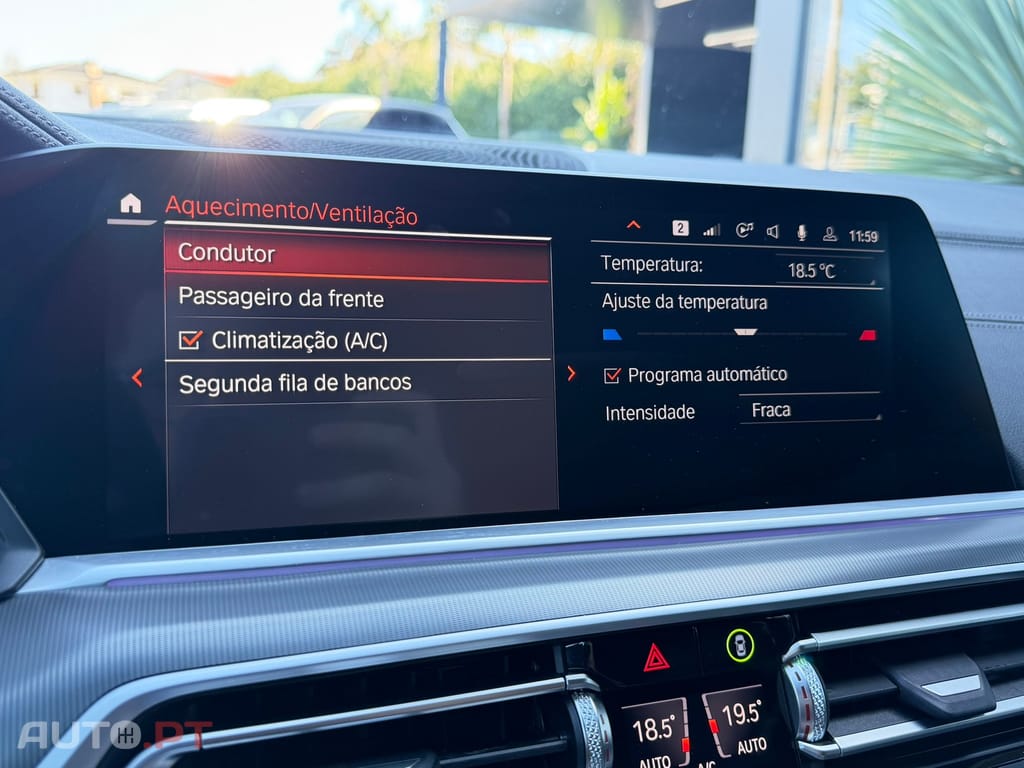 Aquecimento/Ventilação
2 11:59
Condutor
Passageiro da frente
Climatização (A/C)
Segunda fila de bancos
Temperatura: 18.5 °C
Ajuste da temperatura
Programa automático
Intensidade Fraca
18.5° 19.5°
AUTO A/C AUTO
AUTO.PT